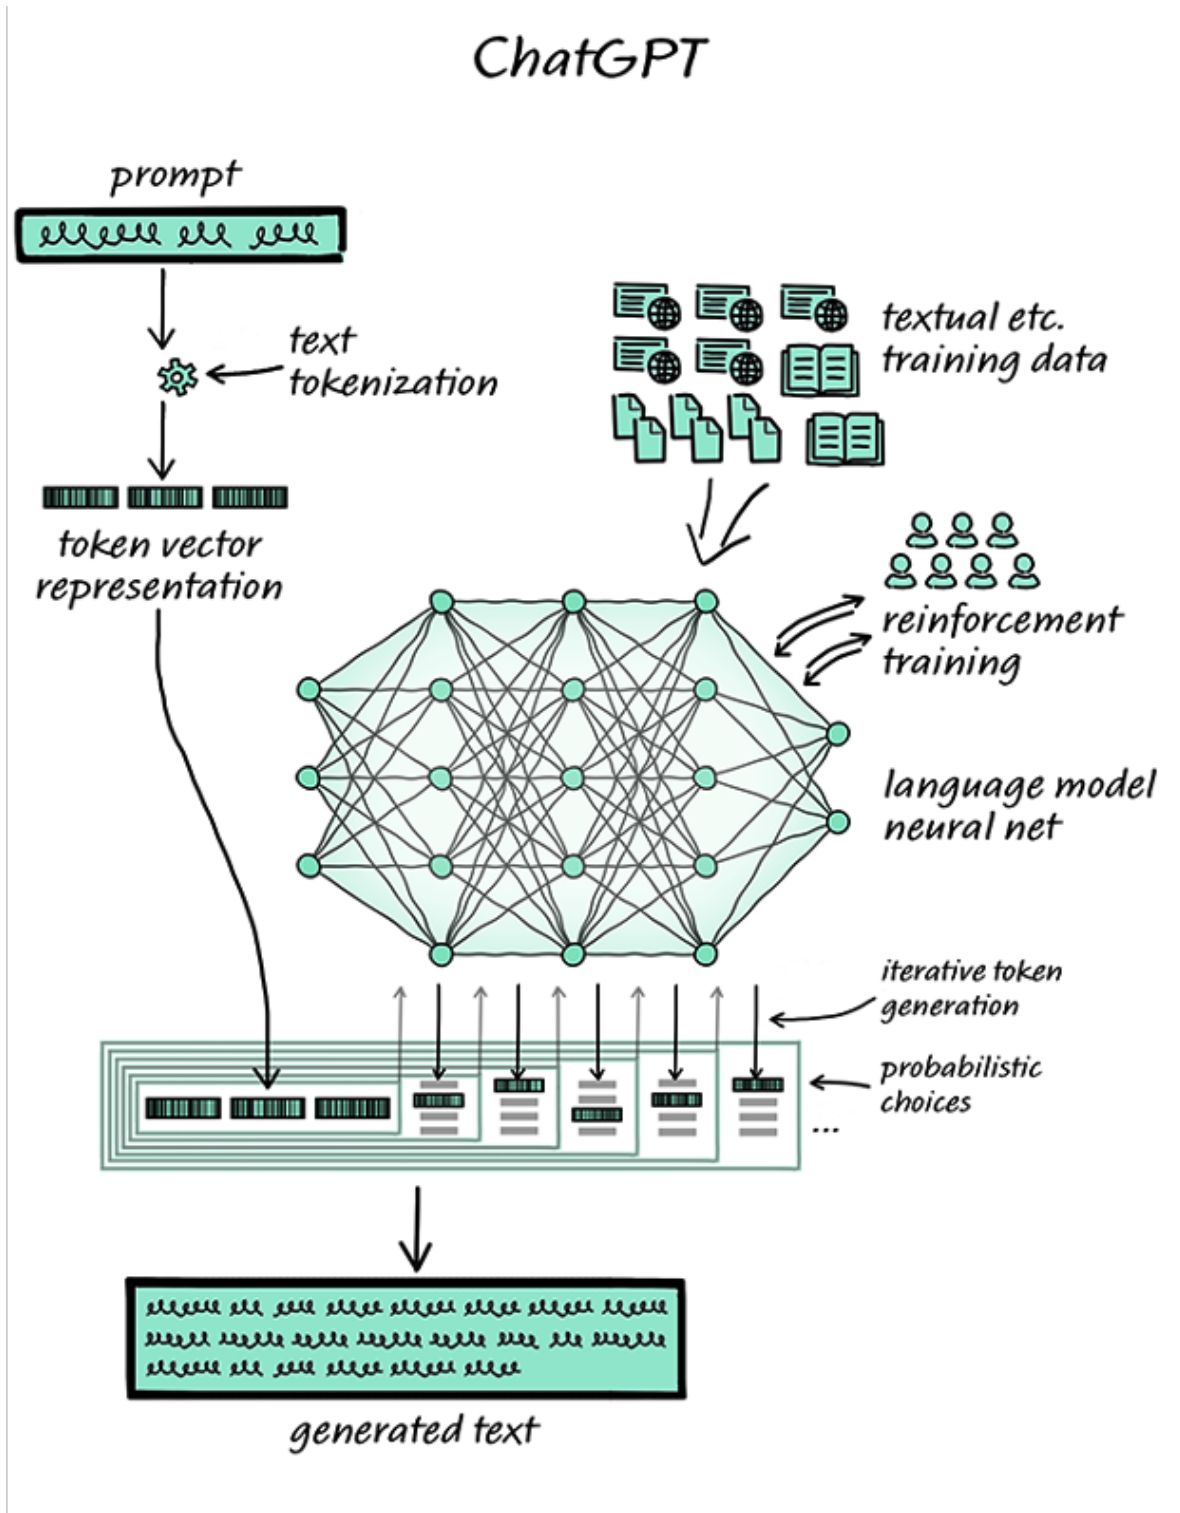 ChatGPT
prompt
text
tokenization
token vector
representation
textual etc.
training data
reinforcement
training
language model
neural net
iterative token
generation
probabilistic
choices
...
generated text